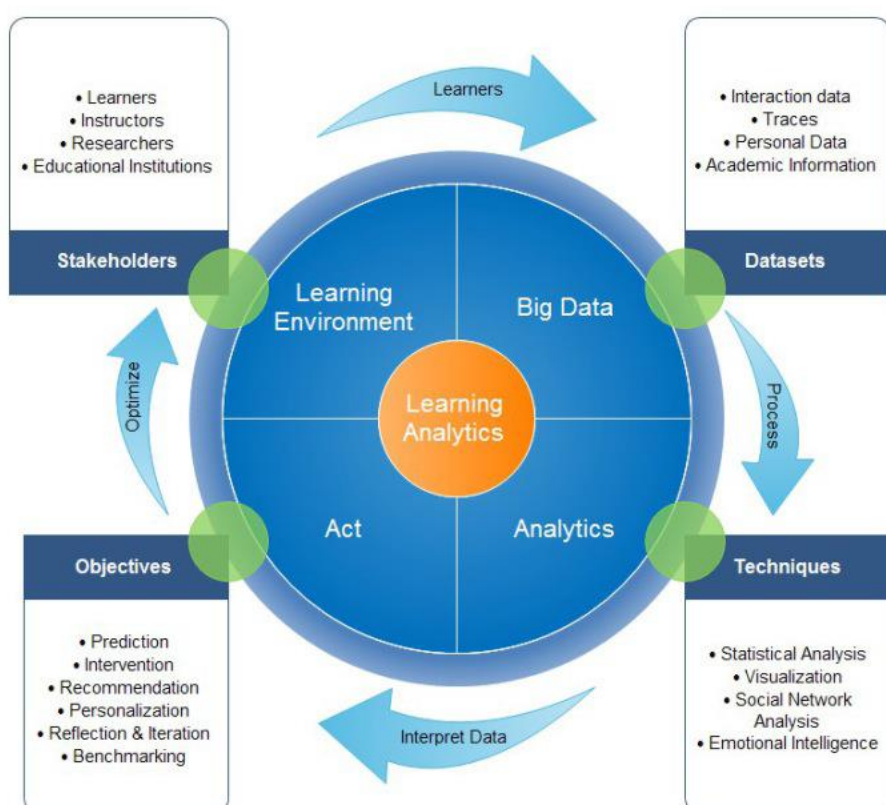 Learners
• Learners
• Instructors
• Researchers
• Educational Institutions
Stakeholders
• Interaction data
• Traces
• Personal Data
• Academic Information
Datasets
Learning
Environment
Big Data
Optimize
Learning
Analytics
Process
Act
Analytics
Objectives
• Prediction
• Intervention
• Recommendation
• Personalization
• Reflection & Iteration
• Benchmarking
Techniques
• Statistical Analysis
• Visualization
• Social Network
Analysis
• Emotional Intelligence
Interpret Data